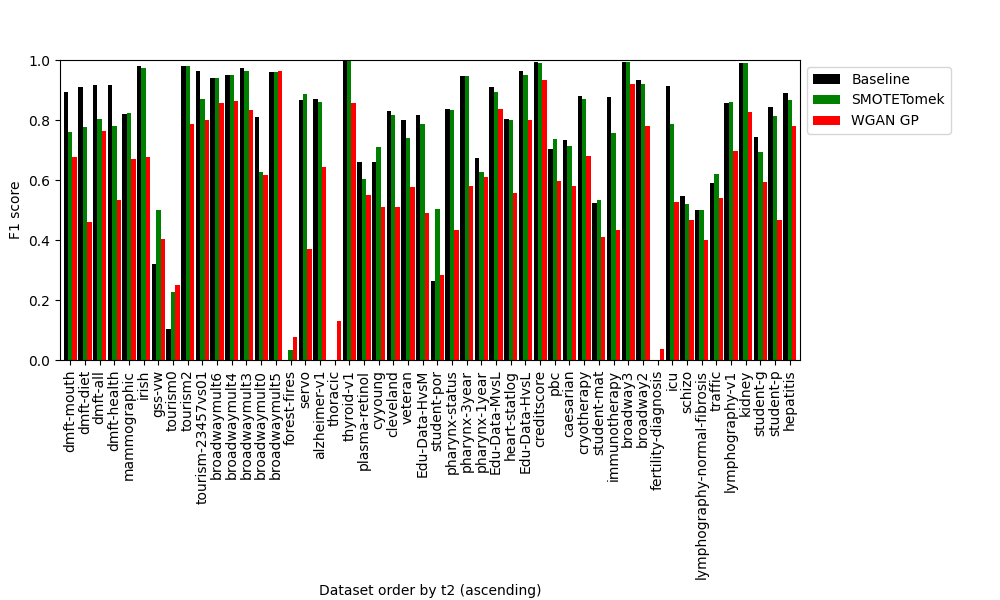 Baseline
SMOTETomek
WGAN GP
F1 score
1.0
0.8
0.6
0.4
0.2
0.0
dmft-mouth
dmft-diet
dmft-all
dmft-health
mammographic
irish
gss-vw
tourism0
tourism2
tourism-23457vs01
broadwaymult6
broadwaymult4
broadwaymult3
broadwaymult0
broadwaymult5
forest-fires
servo
alzheimer-v1
thoracic
thyroid-v1
plasma-retinol
cyyoung
cleveland
veteran
Edu-Data-HvsM
student-por
pharynx-status
pharynx-3year
pharynx-1year
Edu-Data-MvsL
heart-statlog
Edu-Data-HvsL
creditscore
pbc
caesarian
cryotherapy
student-mat
immunotherapy
broadway3
broadway2
fertility-diagnosis
icu
schizo
lymphography-normal-fibrosis
traffic
lymphography-v1
kidney
student-g
student-p
hepatitis
Dataset order by t2 (ascending)